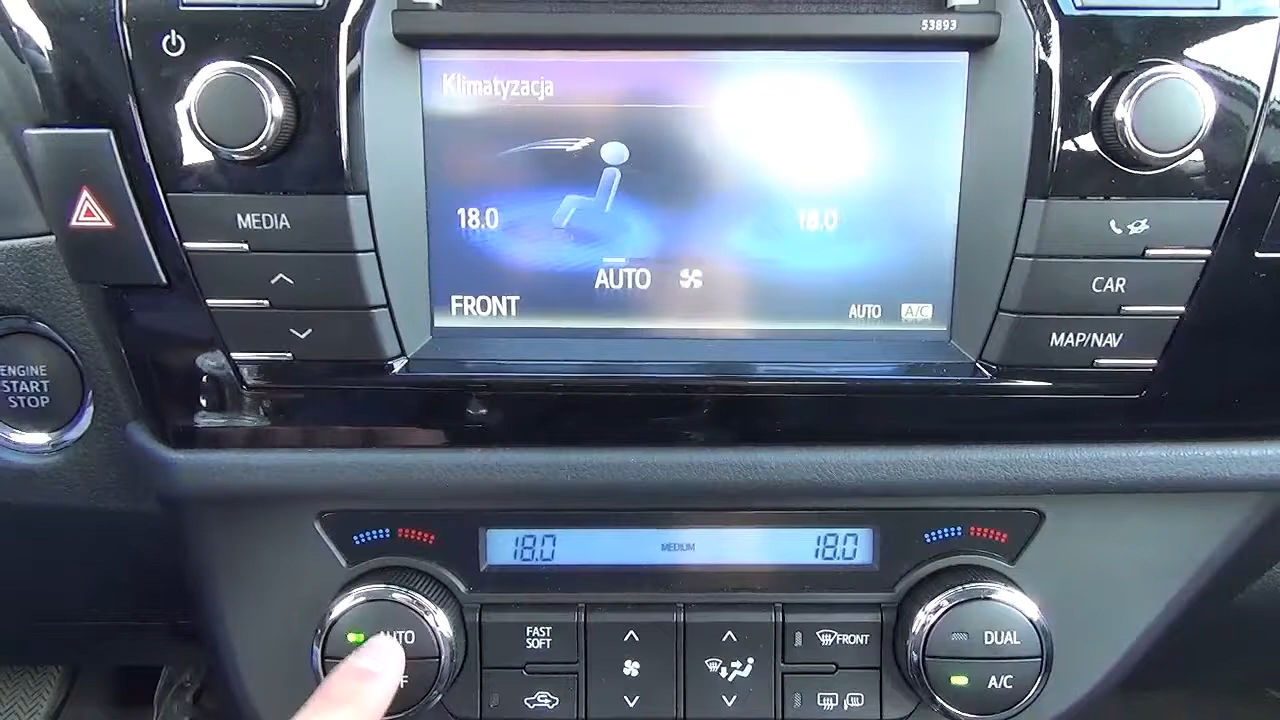 53893
Klimatyzacja
18.0 18.0
AUTO
FRONT AUTO A/C
MEDIA
CAR
MAP/NAV
ENGINE
START
STOP
18.0 MEDIUM 18.0
AUTO
FAST
SOFT
FRONT
DUAL
A/C